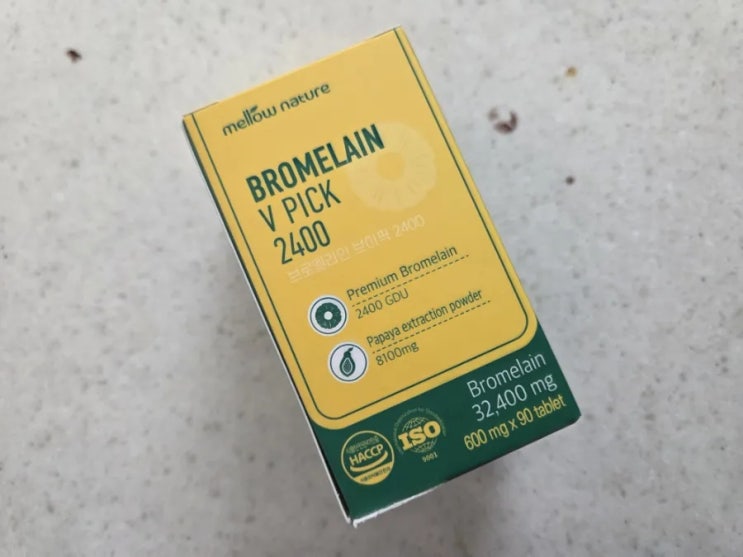 mellow nature
BROMELAIN
V PICK
2400
브로멜라인 브이픽 2400
Premium Bromelain
2400 GDU
Papaya extraction powder
8100mg
Bromelain
32,400 mg
600 mg x 90 tablet
HACCP
ISO
9001